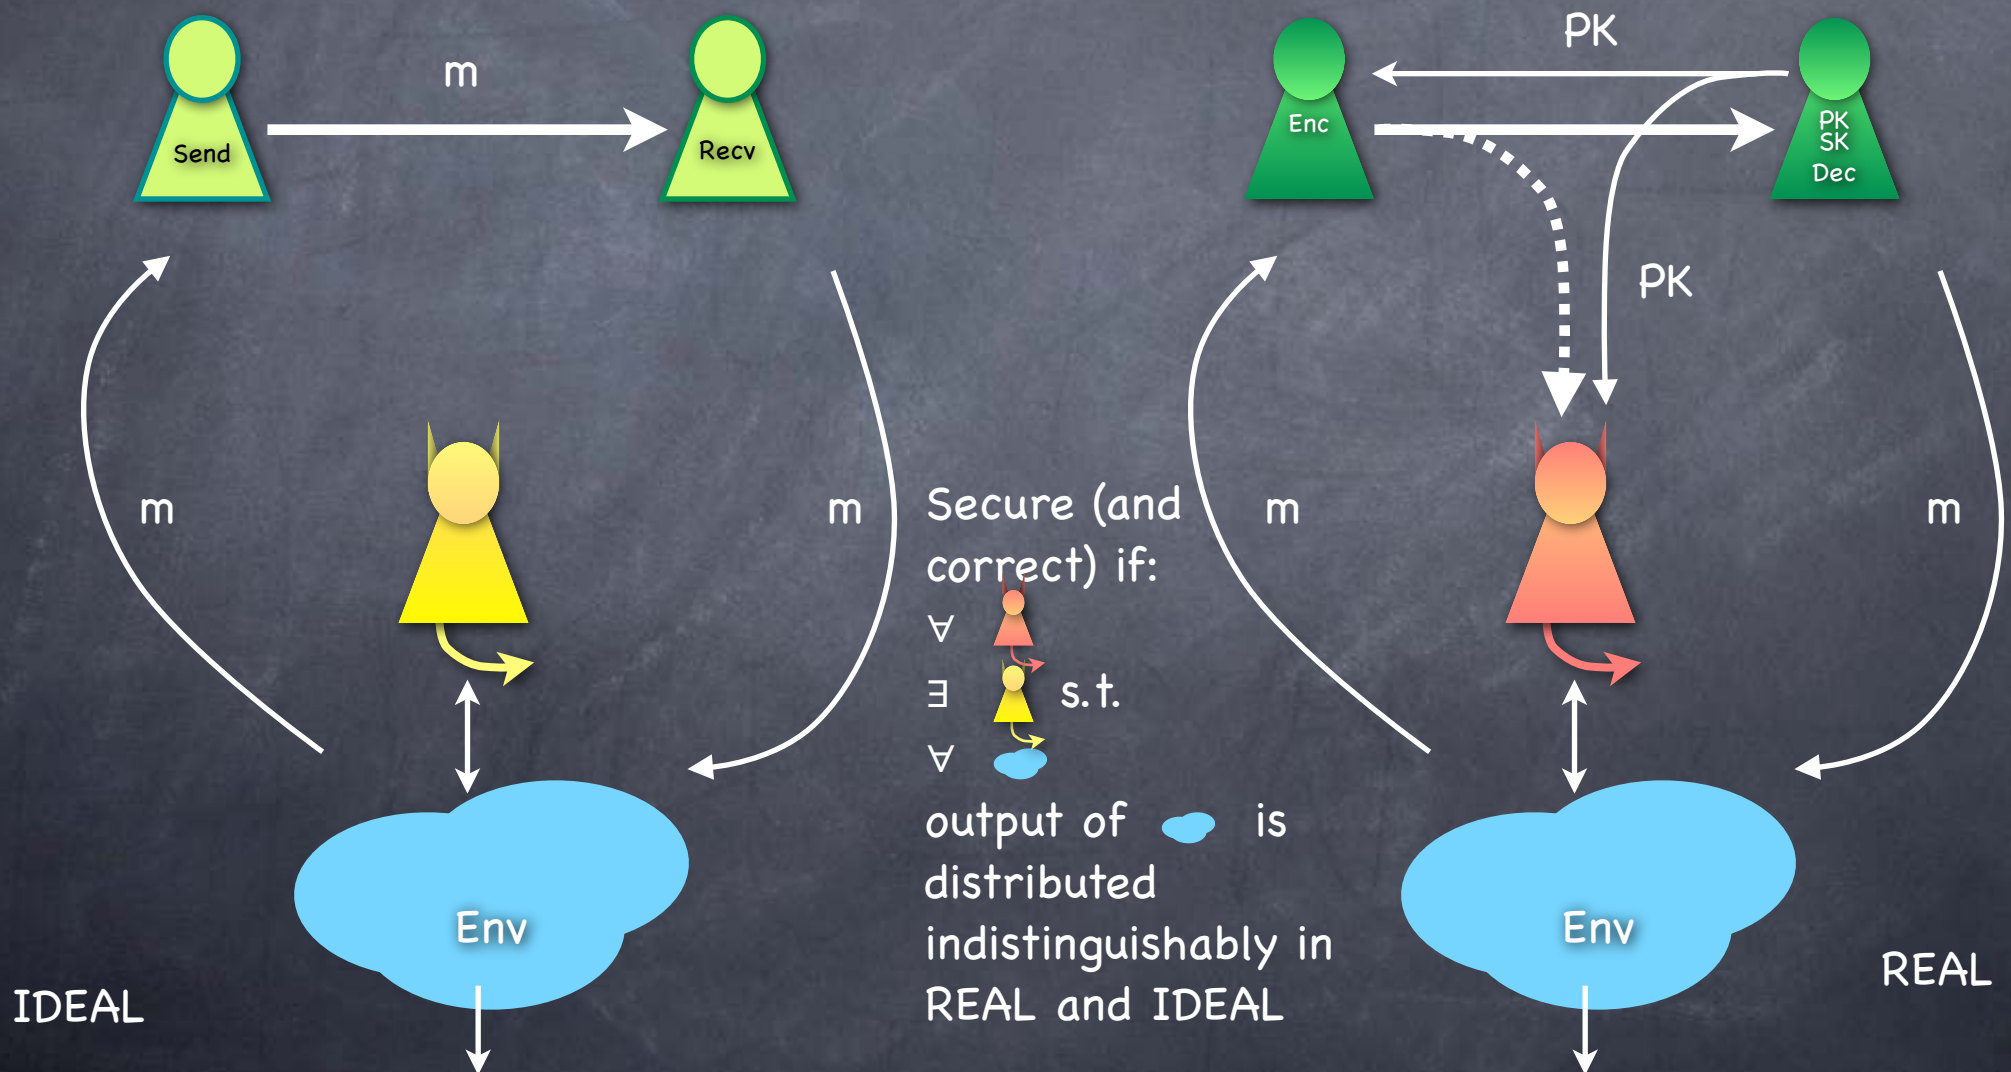 m
Send
Recv
m
m
Env
IDEAL
Secure (and
correct) if:
∀
∃ s.t.
∀
output of is
distributed
indistinguishably in
REAL and IDEAL
PK
Enc
PK
SK
Dec
PK
m
m
Env
REAL